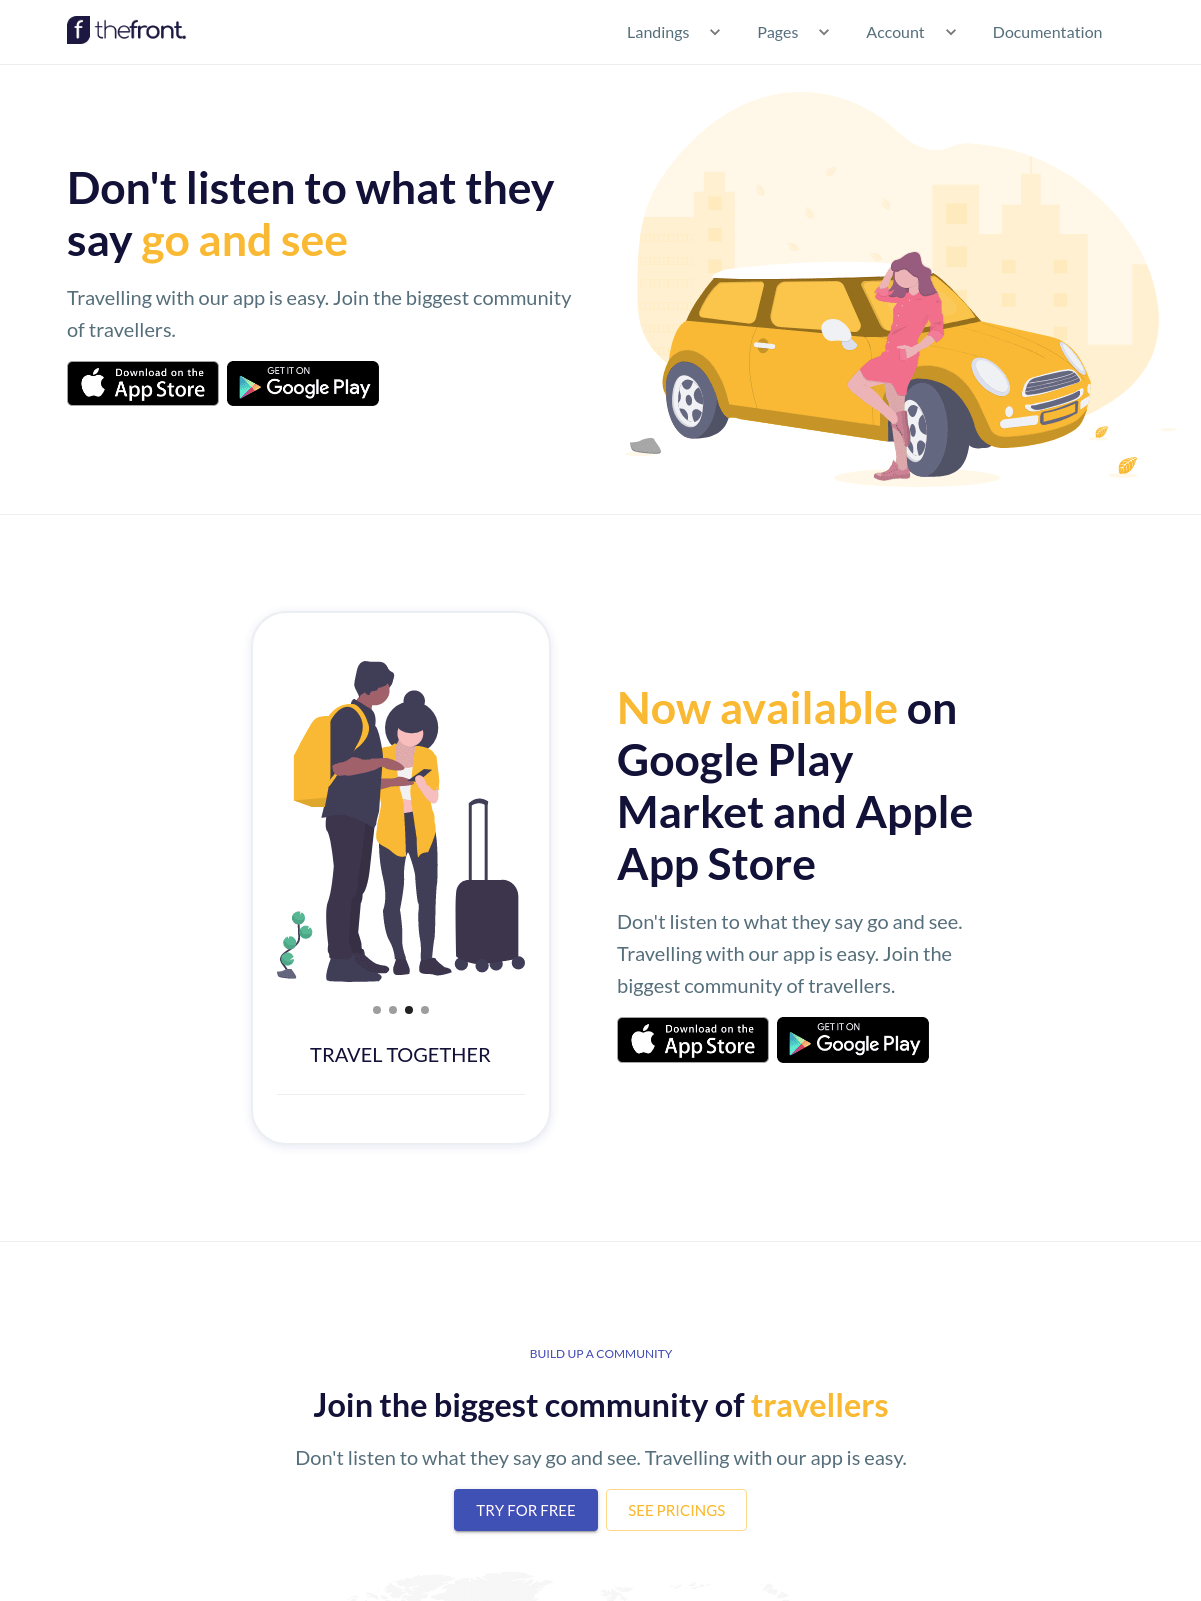 f thefront.
Landings
Pages
Account
Documentation
Don't listen to what they
say go and see
Travelling with our app is easy. Join the biggest community
of travellers.
Download on the
App Store
GET IT ON
Google Play
TRAVEL TOGETHER
Now available on
Google Play
Market and Apple
App Store
Don't listen to what they say go and see.
Travelling with our app is easy. Join the
biggest community of travellers.
Download on the
App Store
GET IT ON
Google Play
BUILD UP A COMMUNITY
Join the biggest community of travellers
Don't listen to what they say go and see. Travelling with our app is easy.
TRY FOR FREE
SEE PRICINGS